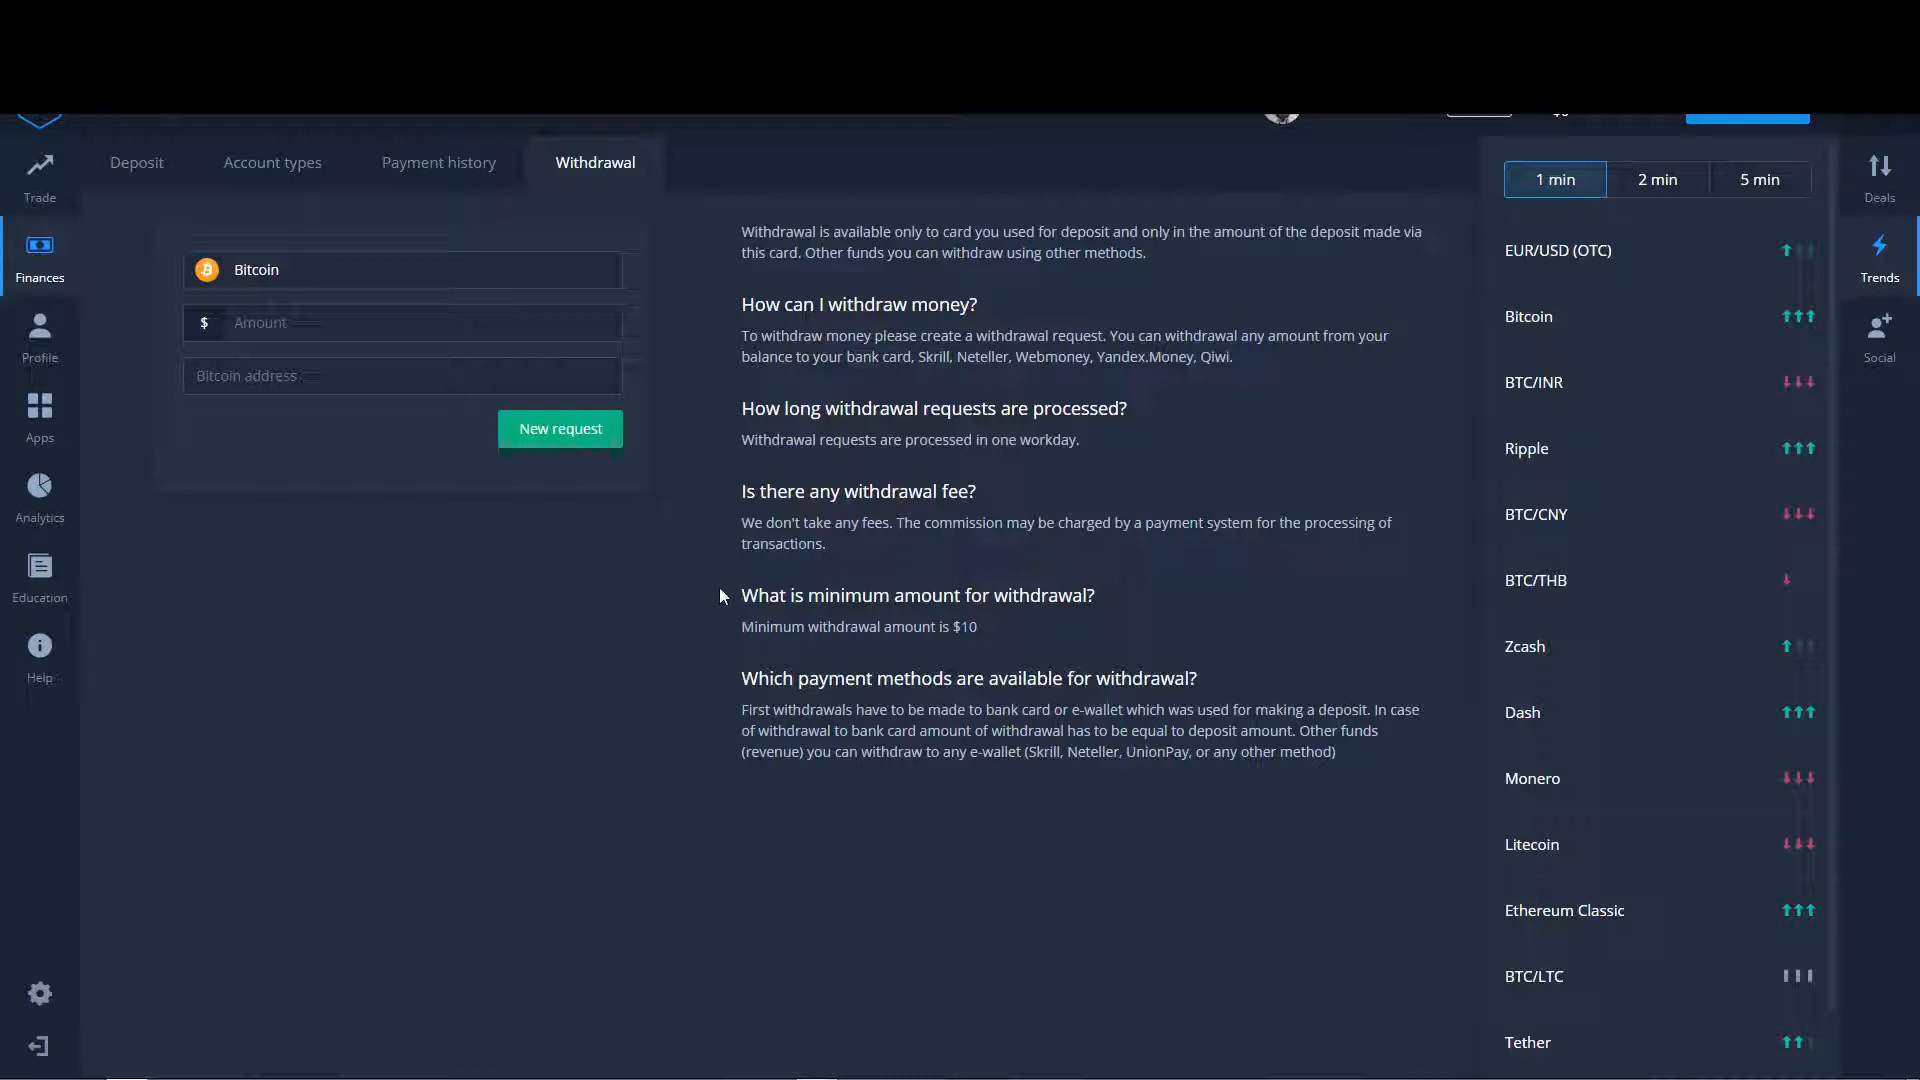 Deposit
Account types
Payment history
Withdrawal
Trade
Finances
Profile
Apps
Analytics
Education
Help
Bitcoin
$ Amount
Bitcoin address
New request
Withdrawal is available only to card you used for deposit and only in the amount of the deposit made via
this card. Other funds you can withdraw using other methods.
How can I withdraw money?
To withdraw money please create a withdrawal request. You can withdrawal any amount from your
balance to your bank card, Skrill, Neteller, Webmoney, Yandex.Money, Qiwi.
How long withdrawal requests are processed?
Withdrawal requests are processed in one workday.
Is there any withdrawal fee?
We don't take any fees. The commission may be charged by a payment system for the processing of
transactions.
What is minimum amount for withdrawal?
Minimum withdrawal amount is $10
Which payment methods are available for withdrawal?
First withdrawals have to be made to bank card or e-wallet which was used for making a deposit. In case
of withdrawal to bank card amount of withdrawal has to be equal to deposit amount. Other funds
(revenue) you can withdraw to any e-wallet (Skrill, Neteller, UnionPay, or any other method)
1 min
2 min
5 min
EUR/USD (OTC)
Bitcoin
BTC/INR
Ripple
BTC/CNY
BTC/THB
Zcash
Dash
Monero
Litecoin
Ethereum Classic
BTC/LTC
Tether
Deals
Trends
Social